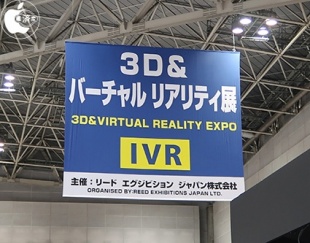 3D&
バーチャル リアリティ展
3D&VIRTUAL REALITY EXPO
IVR
主催：リード エグジビション ジャパン株式会社
ORGANISED BY:REED EXHIBITIONS JAPAN LTD.